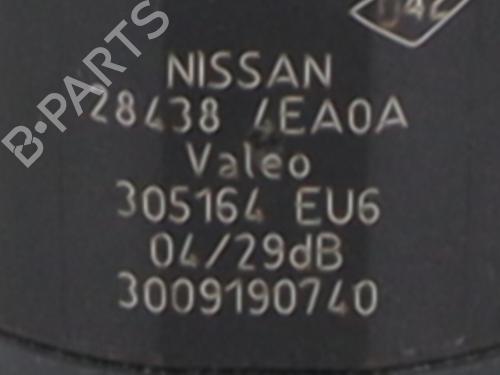 B-PARTS
NISSAN
28438 4EA0A
Valeo
305164 EU6
04/29dB
3009190740